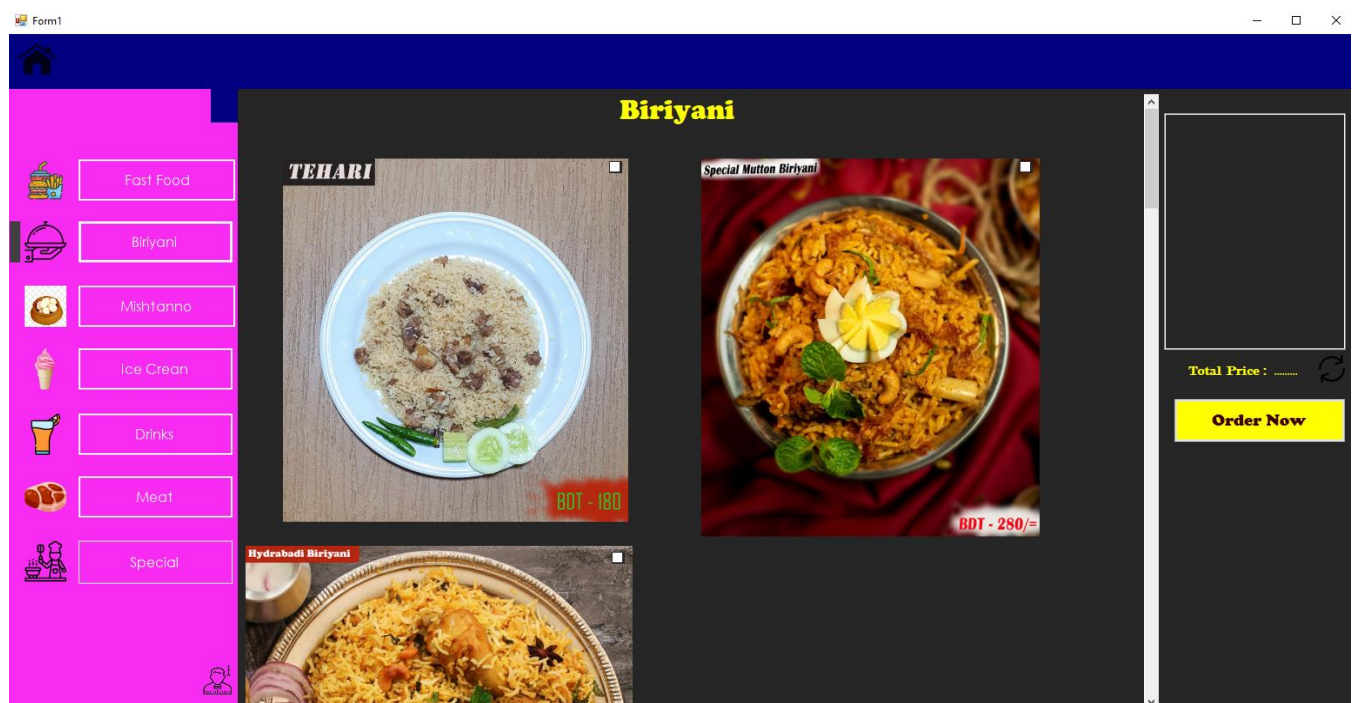 Form1
Biriyani
Fast Food
Biriyani
Mishtanno
Ice Crean
Drinks
Meat
Special
TEHARI
BDT - 180
Special Mutton Biriyani
BDT - 280/=
Hydrabadi Biriyani
Total Price : .........
Order Now